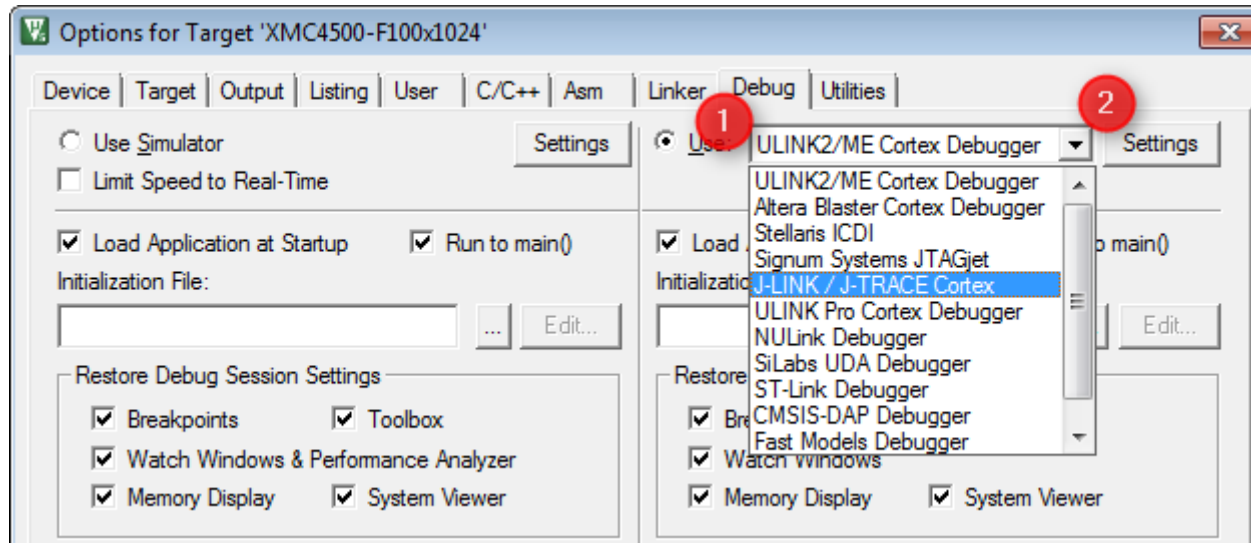 Options for Target 'XMC4500-F100x1024'
Device Target Output Listing User C/C++ Asm Linker Debug Utilities
1
2
Use Simulator Settings
Limit Speed to Real-Time
Use: ULINK2/ME Cortex Debugger Settings
ULINK2/ME Cortex Debugger
Altera Blaster Cortex Debugger
Stellaris ICDI
Signum Systems JTAGjet
J-LINK / J-TRACE Cortex
ULINK Pro Cortex Debugger
NULink Debugger
SiLabs UDA Debugger
ST-Link Debugger
CMSIS-DAP Debugger
Fast Models Debugger
Load Application at Startup Run to main()
Initialization File:
... Edit...
Restore Debug Session Settings
Breakpoints Toolbox
Watch Windows & Performance Analyzer
Memory Display System Viewer
Load main()
Edit...
Restore
Watch Windows
Memory Display System Viewer